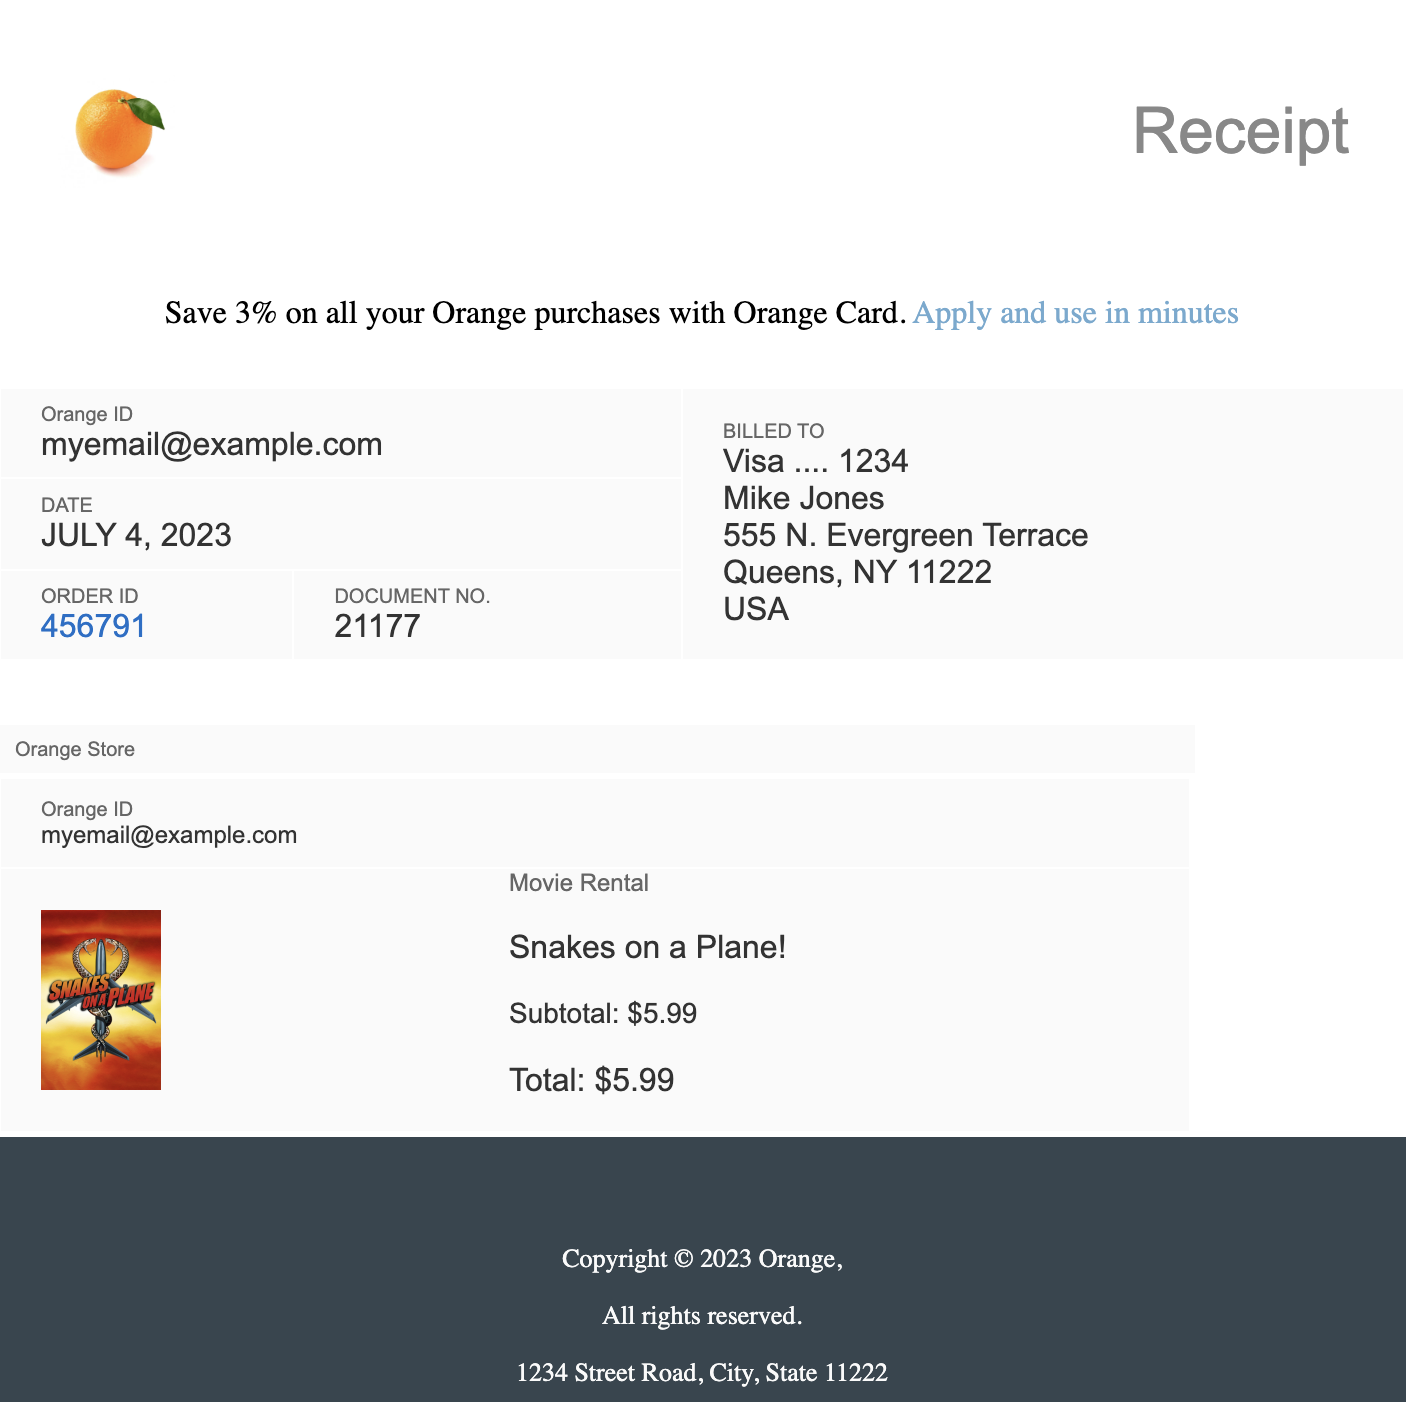 Receipt
Save 3% on all your Orange purchases with Orange Card. Apply and use in minutes
Orange ID
myemail@example.com
DATE
JULY 4, 2023
ORDER ID
456791
DOCUMENT NO.
21177
BILLED TO
Visa .... 1234
Mike Jones
555 N. Evergreen Terrace
Queens, NY 11222
USA
Orange Store
Orange ID
myemail@example.com
SNAKES
ON A PLANE
Movie Rental
Snakes on a Plane!
Subtotal: $5.99
Total: $5.99
Copyright © 2023 Orange,
All rights reserved.
1234 Street Road, City, State 11222